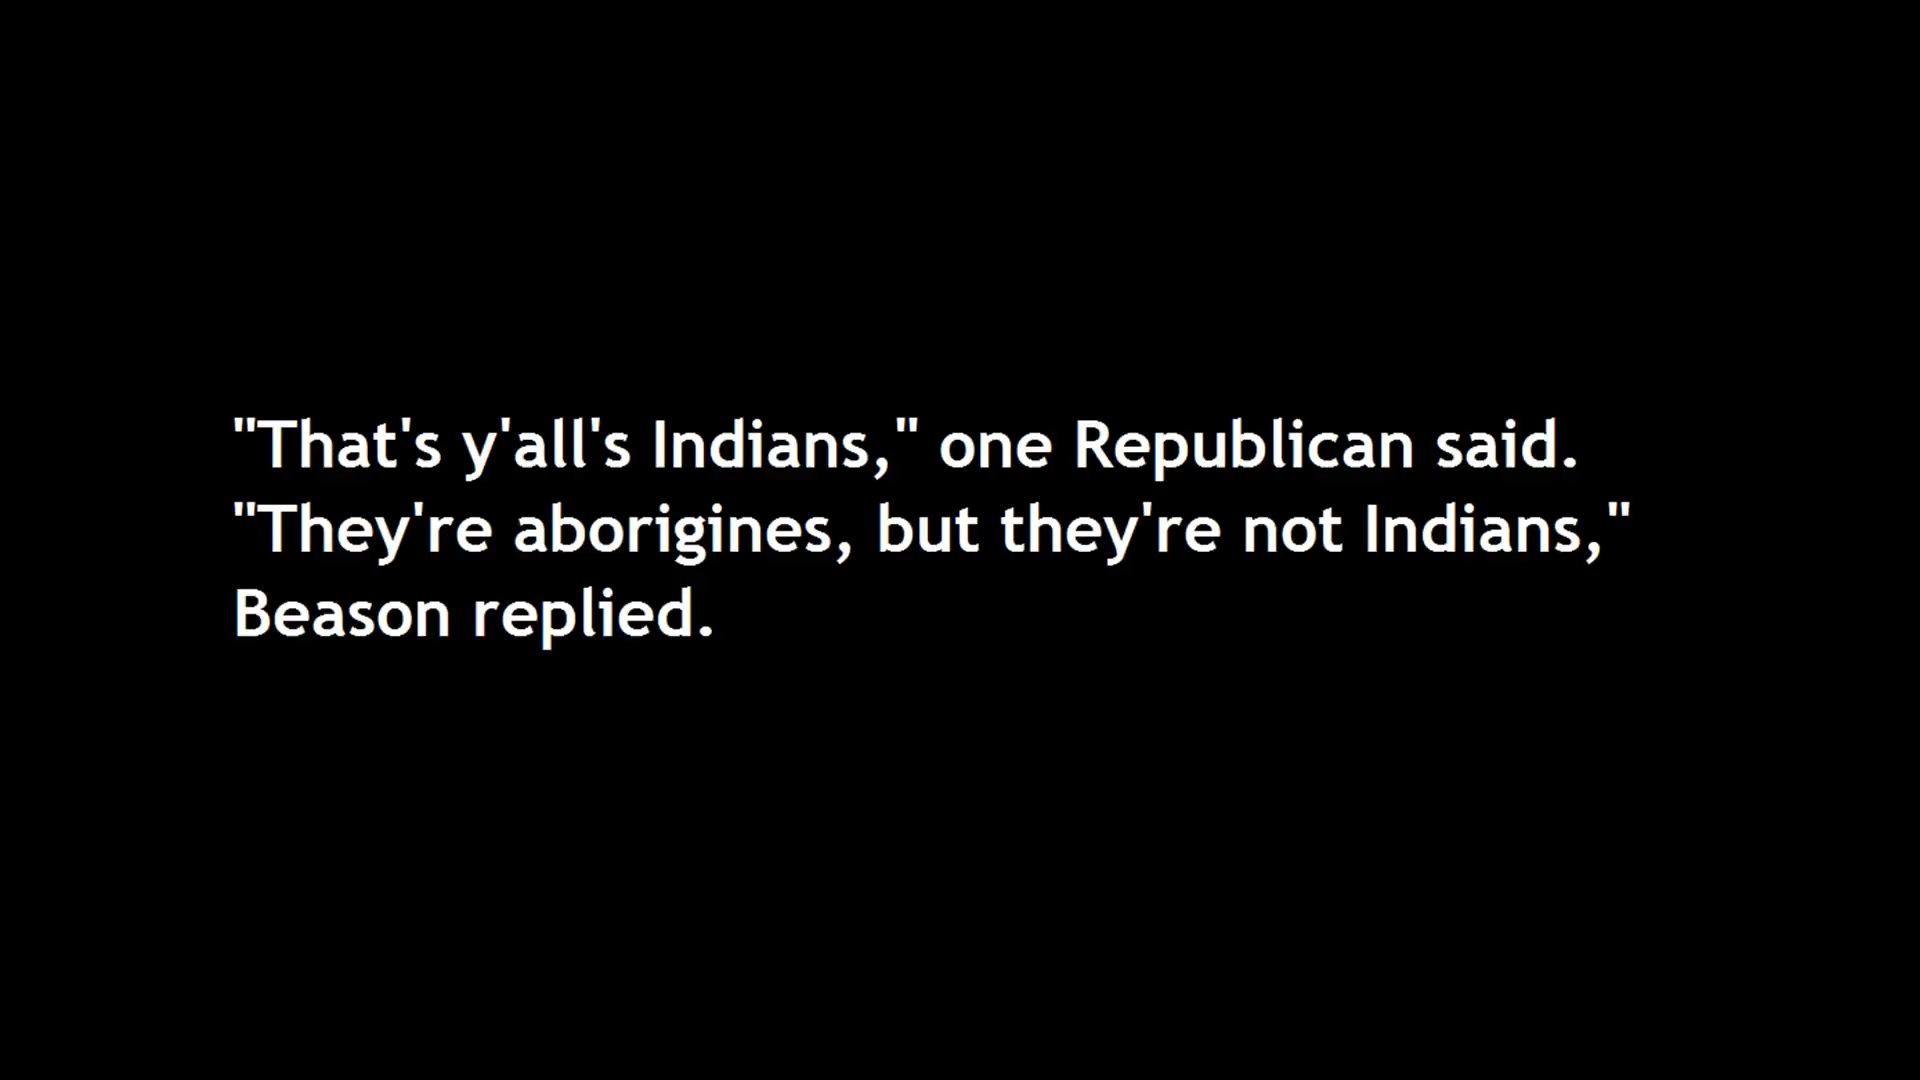 "That's y'all's Indians," one Republican said.
"They're aborigines, but they're not Indians,"
Beason replied.